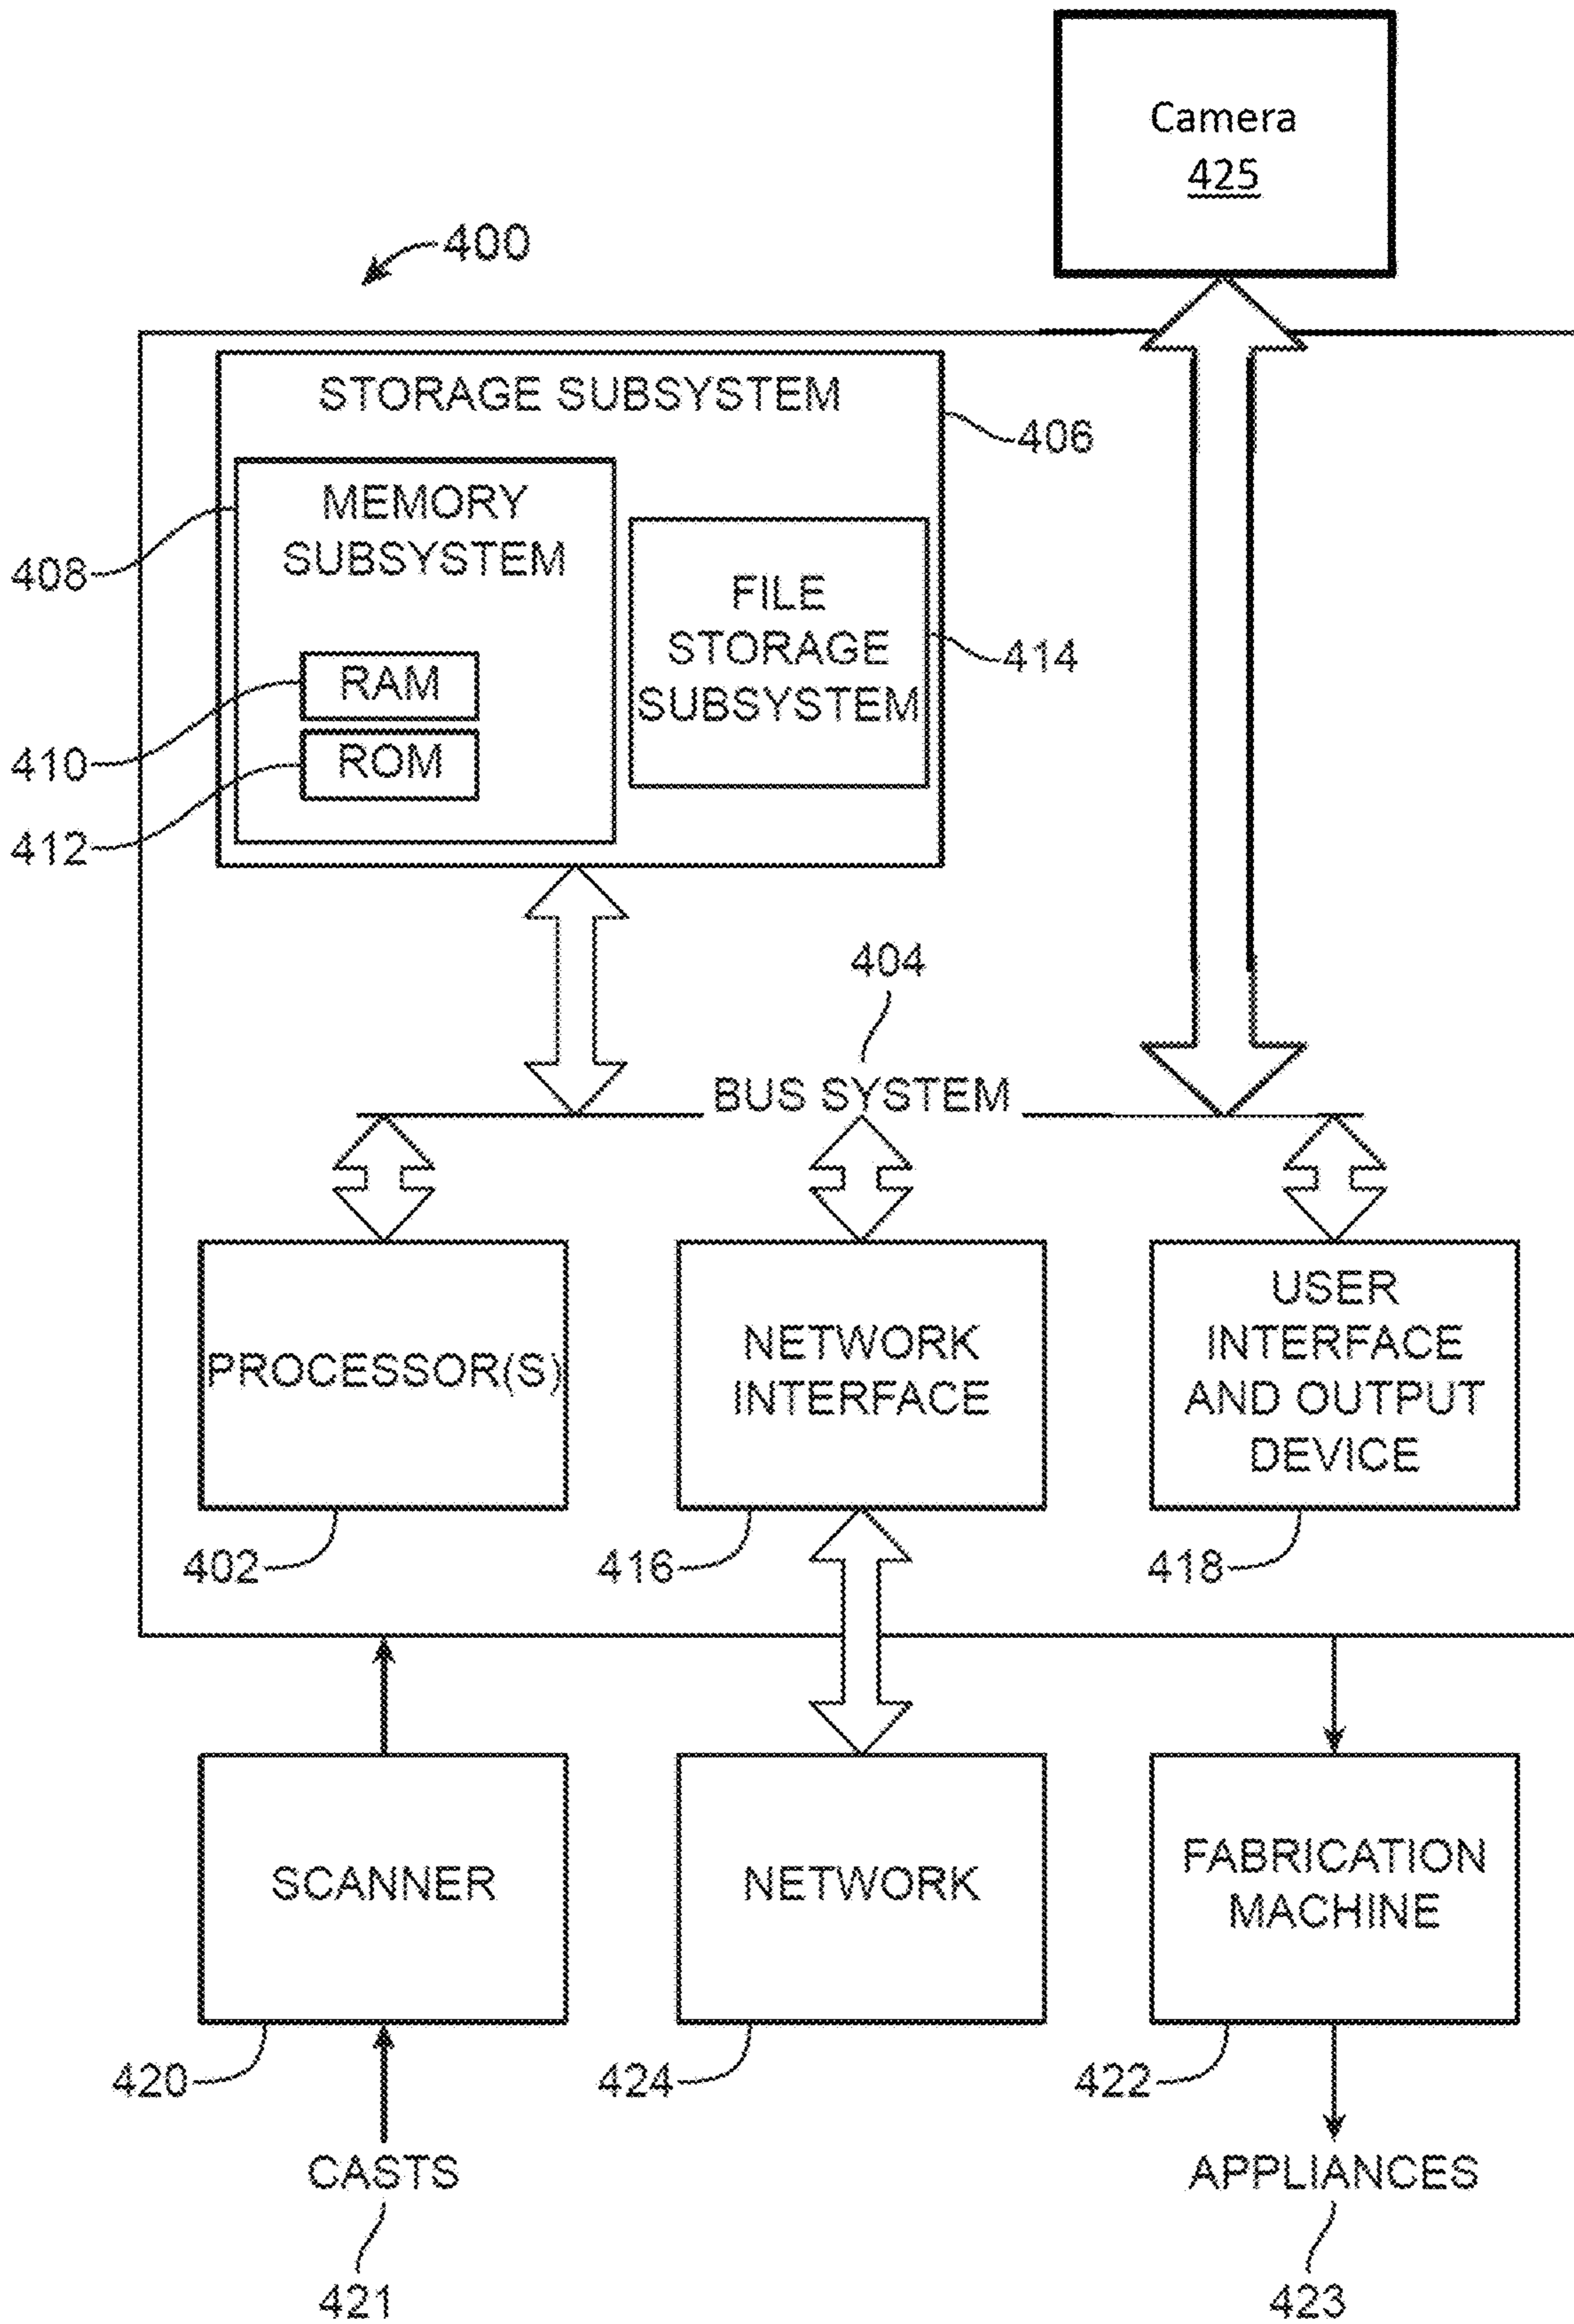 Camera
425
400
STORAGE SUBSYSTEM
406
MEMORY
SUBSYSTEM
408
FILE
STORAGE
SUBSYSTEM
414
RAM
410
ROM
412
404
BUS SYSTEM
PROCESSOR(S)
NETWORK
INTERFACE
USER
INTERFACE
AND OUTPUT
DEVICE
402
416
418
SCANNER
NETWORK
FABRICATION
MACHINE
420
424
422
CASTS
APPLIANCES
421
423